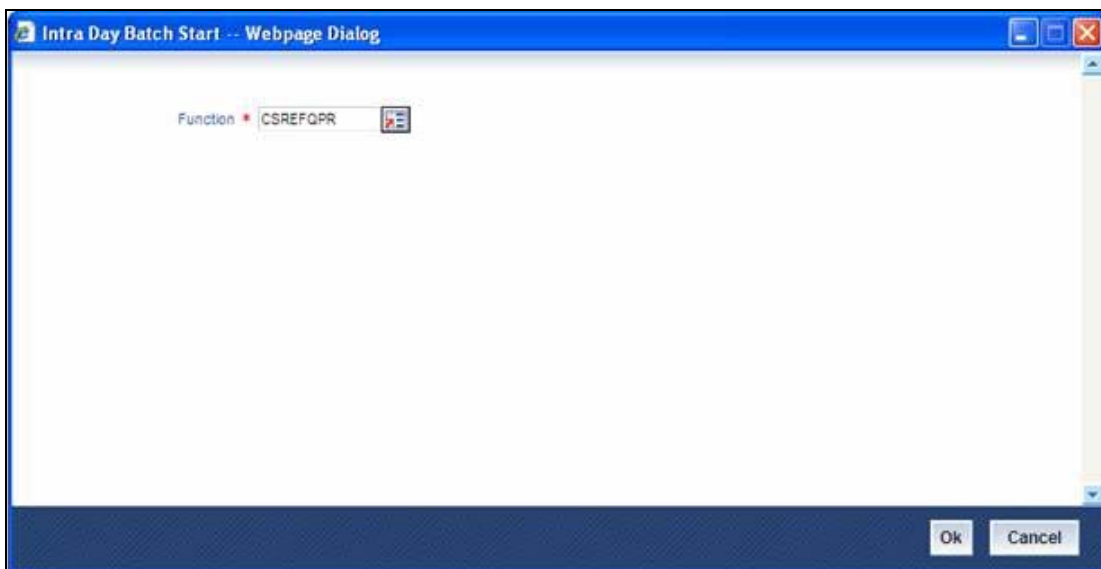 Intra Day Batch Start -- Webpage Dialog
Function * CSREFQPR
Ok Cancel